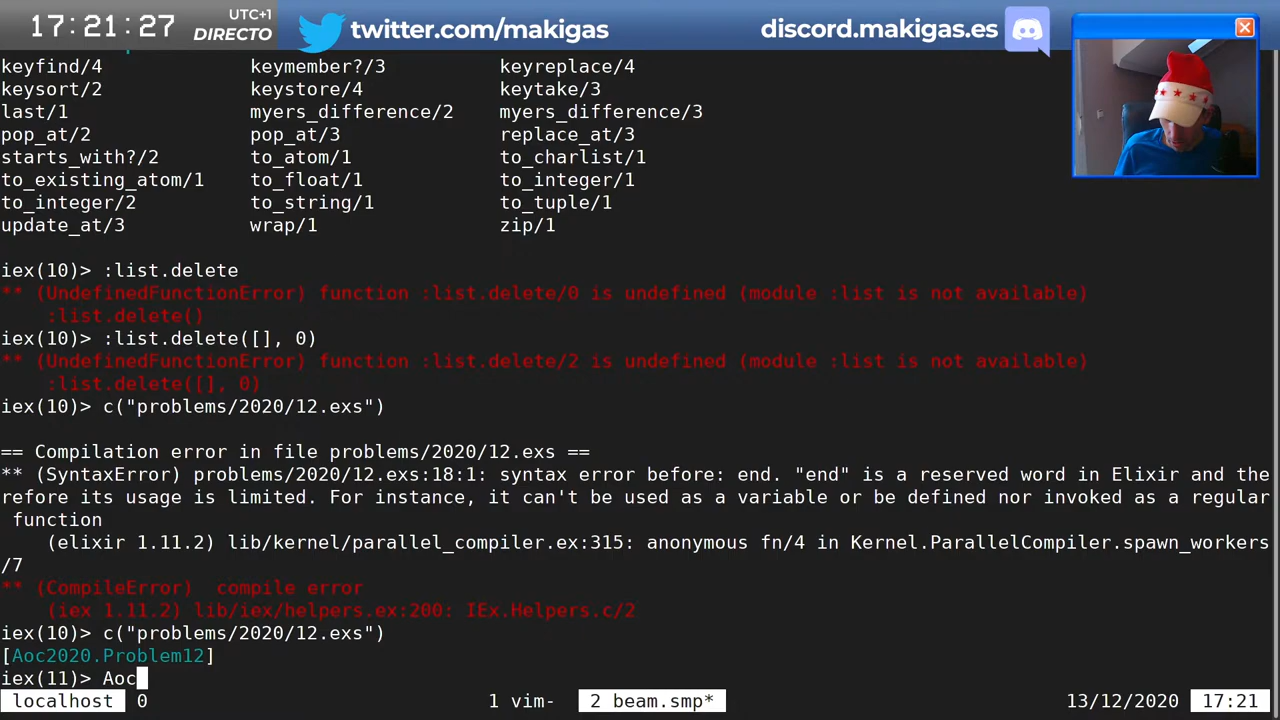 17:21:27
UTC+1
DIRECTO
twitter.com/makigas
discord.makigas.es
keyfind/4 keymember?/3 keyreplace/4
keysort/2 keystore/4 keytake/3
last/1 myers_difference/2 myers_difference/3
pop_at/2 pop_at/3 replace_at/3
starts_with?/2 to_atom/1 to_charlist/1
to_existing_atom/1 to_float/1 to_integer/1
to_integer/2 to_string/1 to_tuple/1
update_at/3 wrap/1 zip/1
iex(10)> :list.delete
** (UndefinedFunctionError) function :list.delete/0 is undefined (module :list is not available)
:list.delete()
iex(10)> :list.delete([], 0)
** (UndefinedFunctionError) function :list.delete/2 is undefined (module :list is not available)
:list.delete([], 0)
iex(10)> c("problems/2020/12.exs")
== Compilation error in file problems/2020/12.exs ==
** (SyntaxError) problems/2020/12.exs:18:1: syntax error before: end. "end" is a reserved word in Elixir and the
refore its usage is limited. For instance, it can't be used as a variable or be defined nor invoked as a regular
function
(elixir 1.11.2) lib/kernel/parallel_compiler.ex:315: anonymous fn/4 in Kernel.ParallelCompiler.spawn_workers
/7
** (CompileError)  compile error
(iex 1.11.2) lib/iex/helpers.ex:200: IEx.Helpers.c/2
iex(10)> c("problems/2020/12.exs")
[Aoc2020.Problem12]
iex(11)> Aoc
localhost 0 1 vim- 2 beam.smp* 13/12/2020 17:21